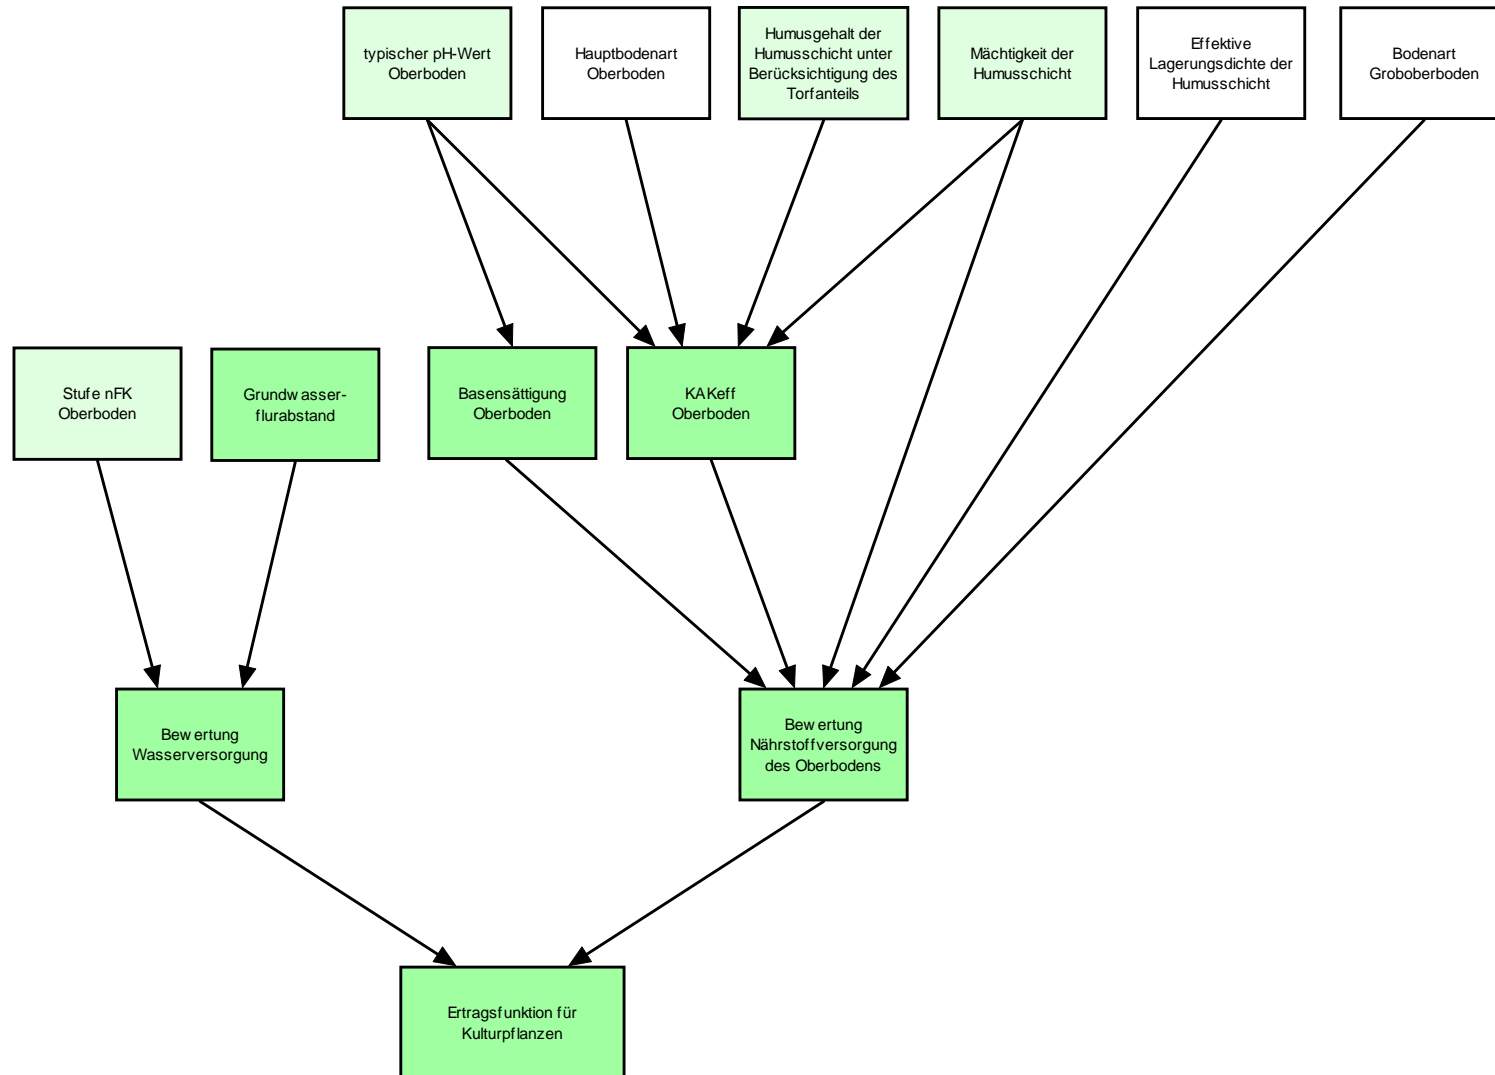 typischer pH-Wert
Oberboden
Hauptbodenart
Oberboden
Humusgehalt der
Humusschicht unter
Berücksichtigung des
Torfanteils
Mächtigkeit der
Humusschicht
Effektive
Lagerungsdichte der
Humusschicht
Bodenart
Groboberboden
Stufe nFK
Oberboden
Grundwasser-
flurabstand
Basensättigung
Oberboden
KAKeff
Oberboden
Bewertung
Wasserversorgung
Bewertung
Nährstoffversorgung
des Oberbodens
Ertragsfunktion für
Kulturpflanzen